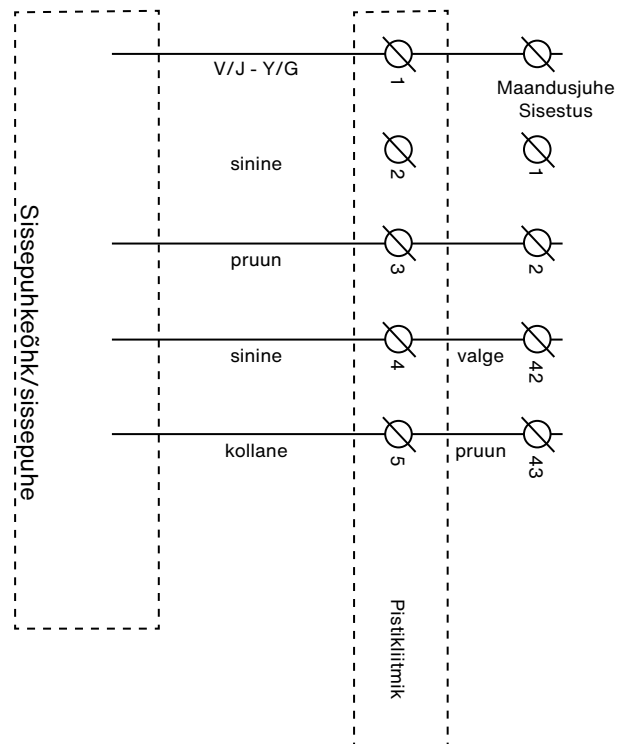 V/J - Y/G
1
Maandusjuhe
Sisestus
sinine
2
1
pruun
3
2
sinine
4
valge
42
kollane
5
pruun
43
Sissepuhkeõhk/sissepuhe
Pistikliitmik